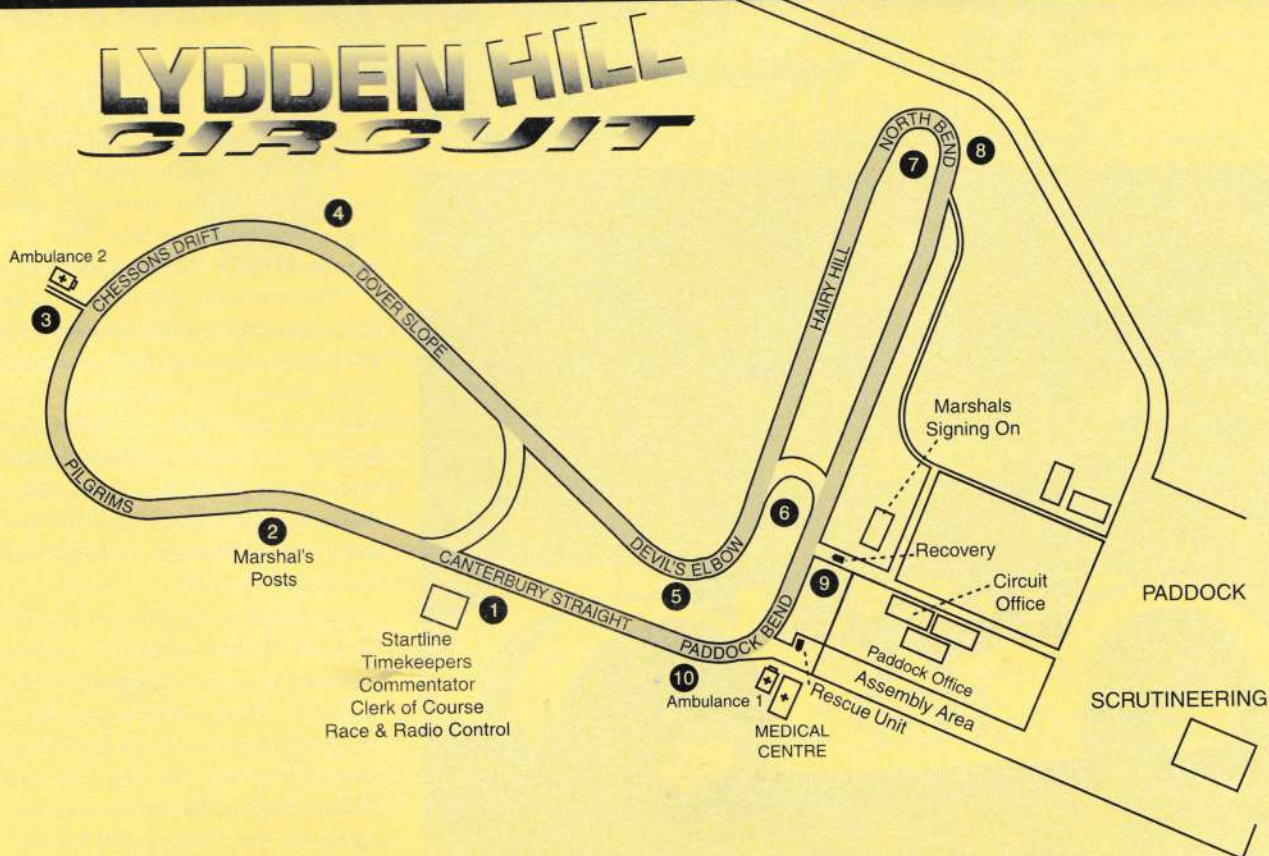 LYDDEN HILL
CIRCUIT
NORTH BEND
7
8
4
Ambulance 2
CHESSONS DRIFT
3
DOVER SLOPE
HAIRY HILL
Marshals
Signing On
PILGRIMS
2
Marshal's
Posts
6
DEVIL'S ELBOW
5
Recovery
9
Circuit
Office
PADDOCK
CANTERBURY STRAIGHT
1
Startline
Timekeepers
Commentator
Clerk of Course
Race & Radio Control
PADDOCK BEND
10
Ambulance 1
MEDICAL
CENTRE
Paddock Office
Assembly Area
Rescue Unit
SCRUTINEERING